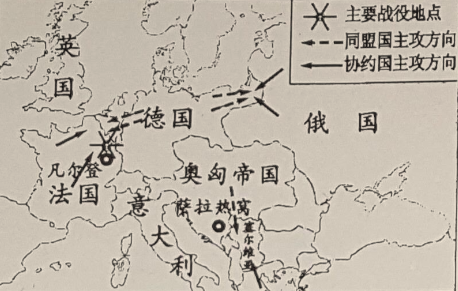 主要战役地点
同盟国主攻方向
协约国主攻方向
英国
德国
俄国
凡尔登
法国
奥匈帝国
意大利
萨拉热窝
塞尔维亚